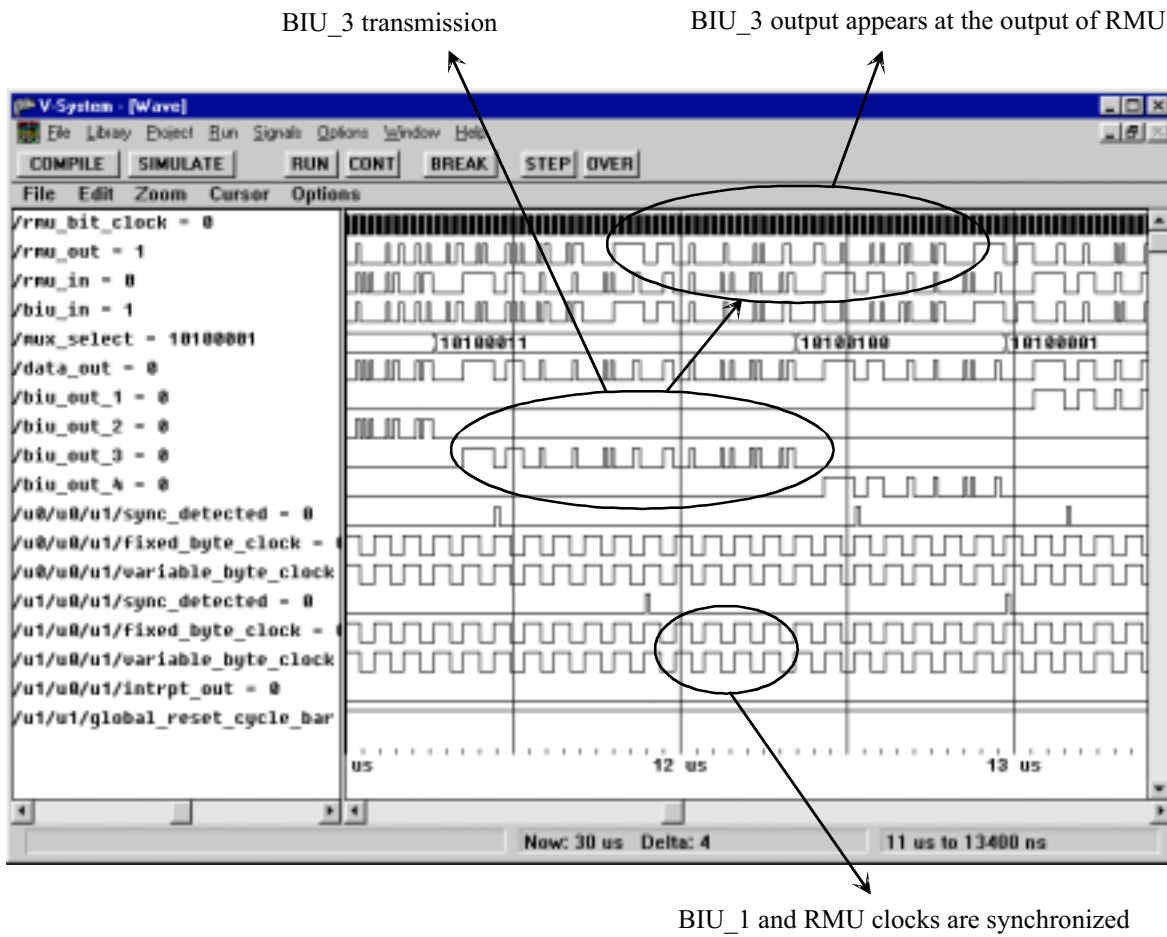 BIU_3 transmission
BIU_3 output appears at the output of RMU
V-System - [Wave]
File Library Project Run Signals Options Window Help
COMPILE SIMULATE RUN CONT BREAK STEP OVER
File Edit Zoom Cursor Options
/rmu_bit_clock = 0
/rmu_out = 1
/rmu_in = 0
/biu_in = 1
/mux_select = 10100001
10100011 10100100 10100001
/data_out = 0
/biu_out_1 = 0
/biu_out_2 = 0
/biu_out_3 = 0
/biu_out_4 = 0
/u0/u0/u1/sync_detected = 0
/u0/u0/u1/fixed_byte_clock =
/u0/u0/u1/variable_byte_clock
/u1/u0/u1/sync_detected = 0
/u1/u0/u1/fixed_byte_clock =
/u1/u0/u1/variable_byte_clock
/u1/u0/u1/intrpt_out = 0
/u1/u1/global_reset_cycle_bar
us 12 us 13 us
Now: 30 us Delta: 4 11 us to 13400 ns
BIU_1 and RMU clocks are synchronized